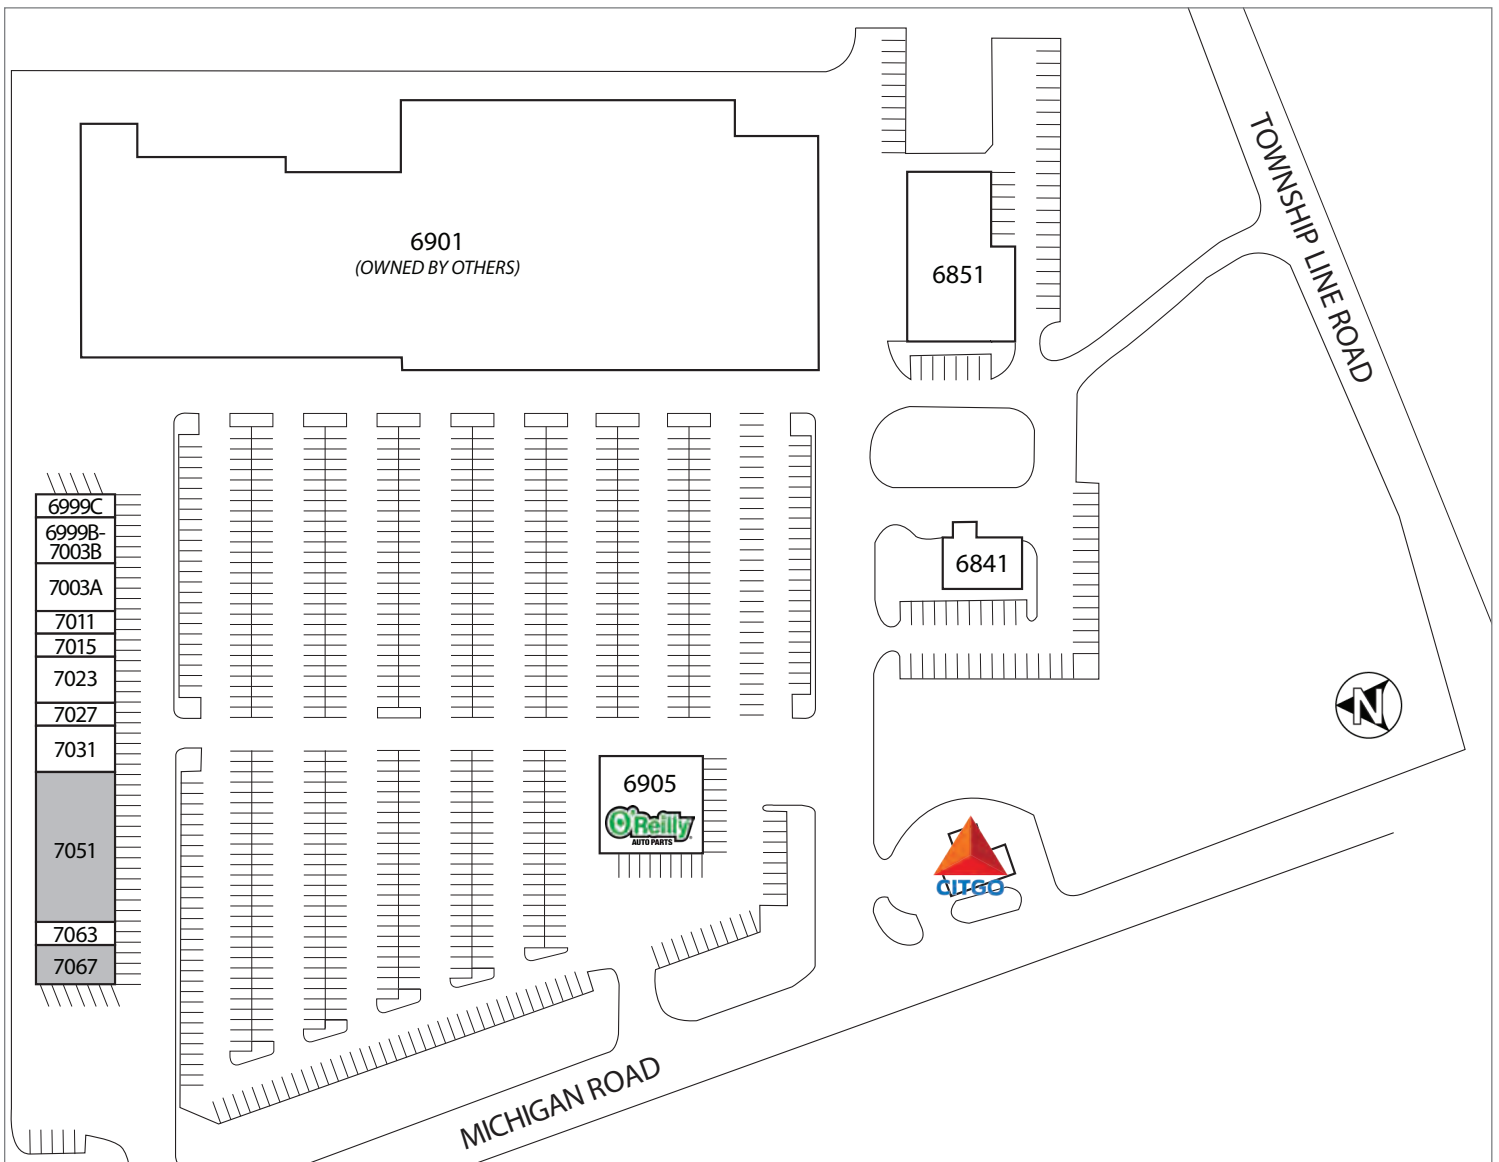 TOWNSHIP LINE ROAD
6901
(OWNED BY OTHERS)
6851
6999C
6999B-
7003B
7003A
7011
7015
7023
7027
7031
7051
7063
7067
6841
N
6905
O'Reilly
AUTO PARTS
CITGO
MICHIGAN ROAD